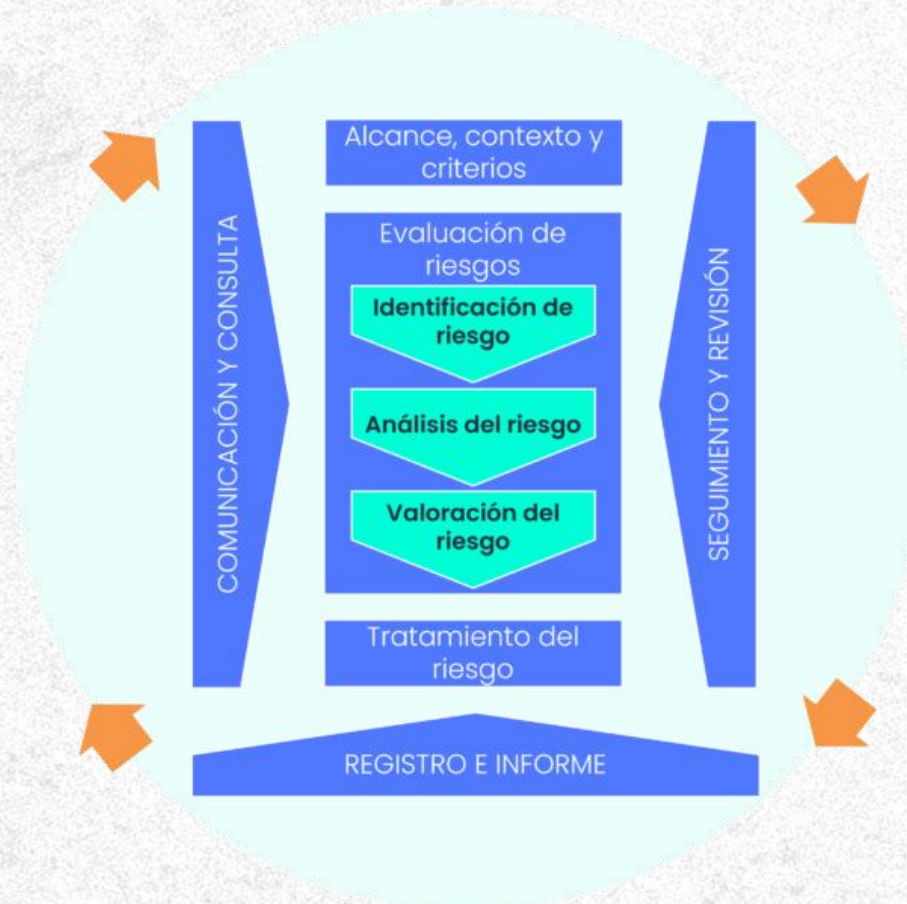 Alcance, contexto y
criterios
Evaluación de
riesgos
Identificación de
riesgo
Análisis del riesgo
Valoración del
riesgo
Tratamiento del
riesgo
COMUNICACIÓN Y CONSULTA
SEGUIMIENTO Y REVISIÓN
REGISTRO E INFORME